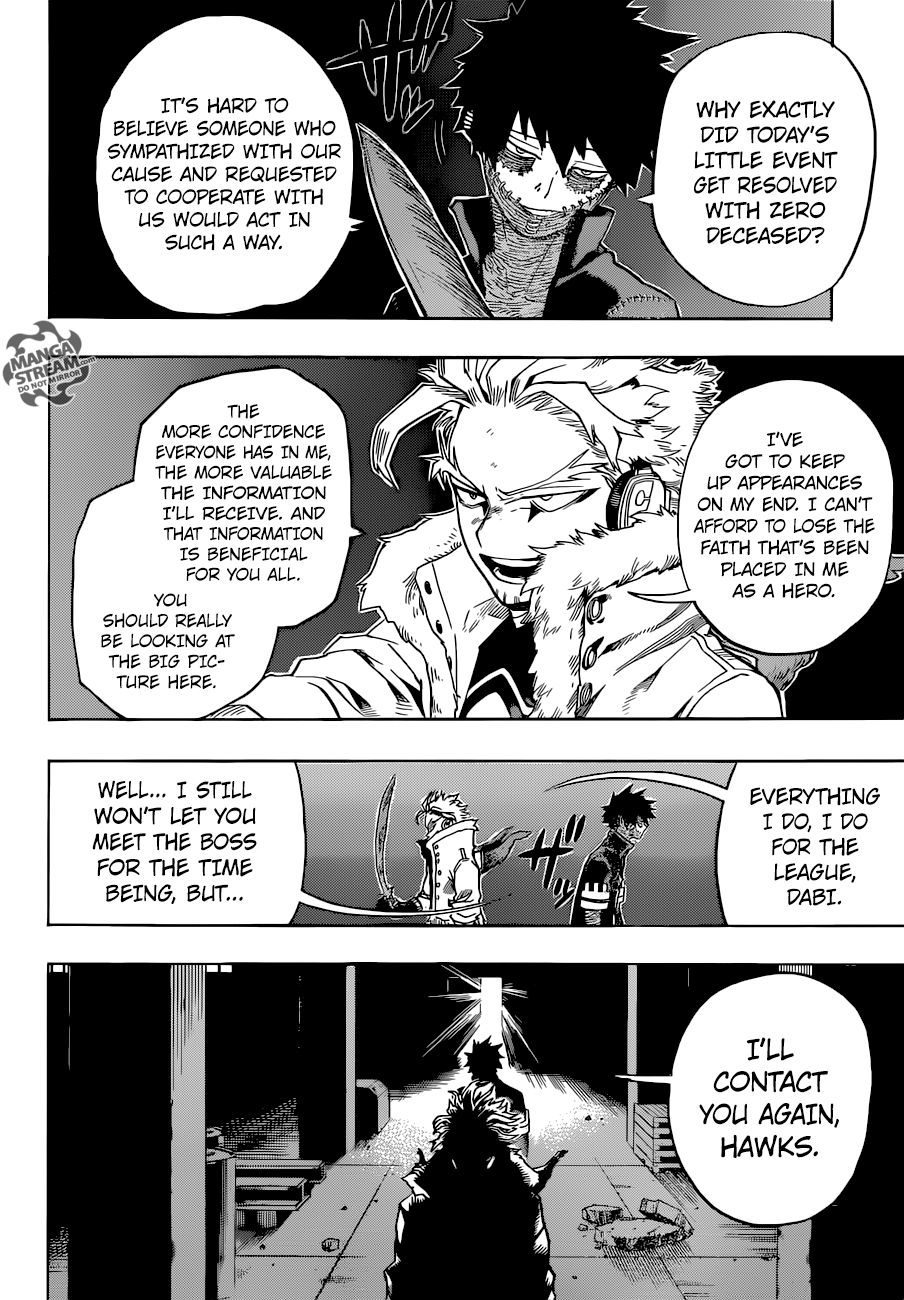 WHY EXACTLY
DID TODAY'S
LITTLE EVENT
GET RESOLVED
WITH ZERO
DECEASED?
IT'S HARD TO
BELIEVE SOMEONE WHO
SYMPATHIZED WITH OUR
CAUSE AND REQUESTED
TO COOPERATE WITH
US WOULD ACT IN
SUCH A WAY.
ザッ
MANGA
STREAM.com
DO NOT MIRROR
I'VE
GOT TO KEEP
UP APPEARANCES
ON MY END. I CAN'T
AFFORD TO LOSE THE
FAITH THAT'S BEEN
PLACED IN ME
AS A HERO.
THE
MORE CONFIDENCE
EVERYONE HAS IN ME,
THE MORE VALUABLE
THE INFORMATION
I'LL RECEIVE. AND
THAT INFORMATION
IS BENEFICIAL
FOR YOU ALL.
YOU
SHOULD REALLY
BE LOOKING AT
THE BIG PIC-
TURE HERE.
EVERYTHING
I DO, I DO
FOR THE
LEAGUE,
DABI.
ザッ
WELL... I STILL
WON'T LET YOU
MEET THE BOSS
FOR THE TIME
BEING, BUT...
I'LL
CONTACT
YOU AGAIN,
HAWKS.